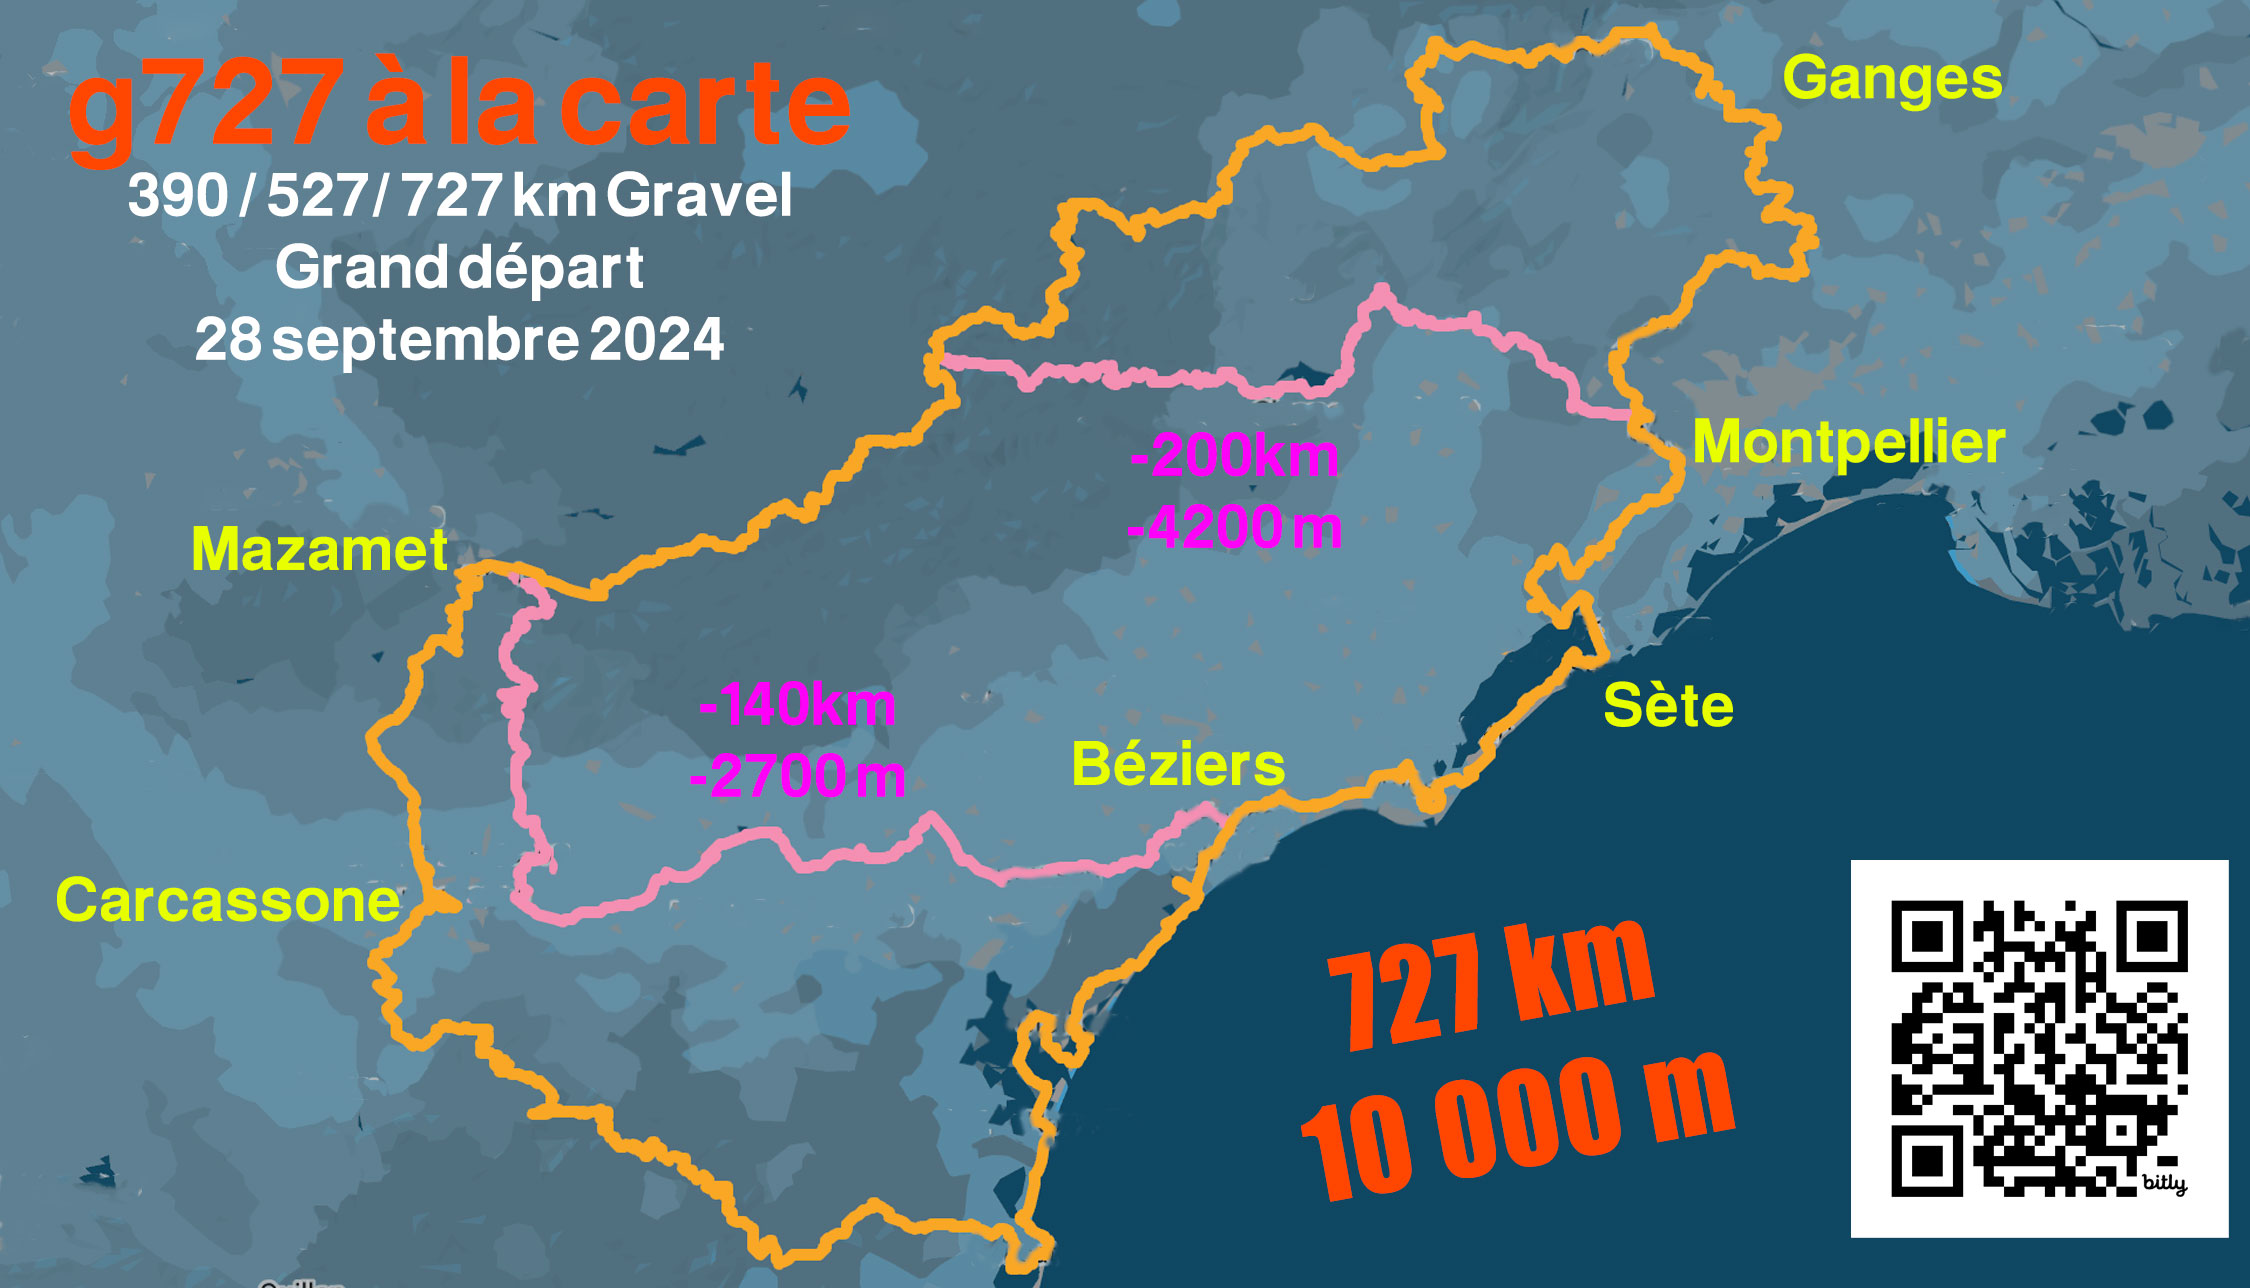 g727 à la carte
390 / 527/ 727 km Gravel
Grand départ
28 septembre 2024
Ganges
Montpellier
-200km
-4200 m
Mazamet
Sète
-140km
-2700 m
Béziers
Carcassone
727 km
10 000 m
bitly